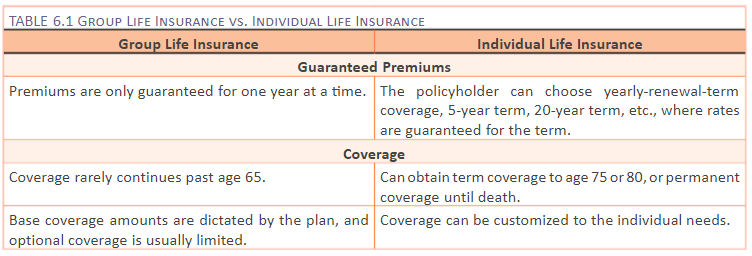 TABLE 6.1 GROUP LIFE INSURANCE VS. INDIVIDUAL LIFE INSURANCE
Group Life Insurance
Individual Life Insurance
Guaranteed Premiums
Premiums are only guaranteed for one year at a time.
The policyholder can choose yearly-renewal-term
coverage, 5-year term, 20-year term, etc., where rates
are guaranteed for the term.
Coverage
Coverage rarely continues past age 65.
Can obtain term coverage to age 75 or 80, or permanent
coverage until death.
Base coverage amounts are dictated by the plan, and
optional coverage is usually limited.
Coverage can be customized to the individual needs.